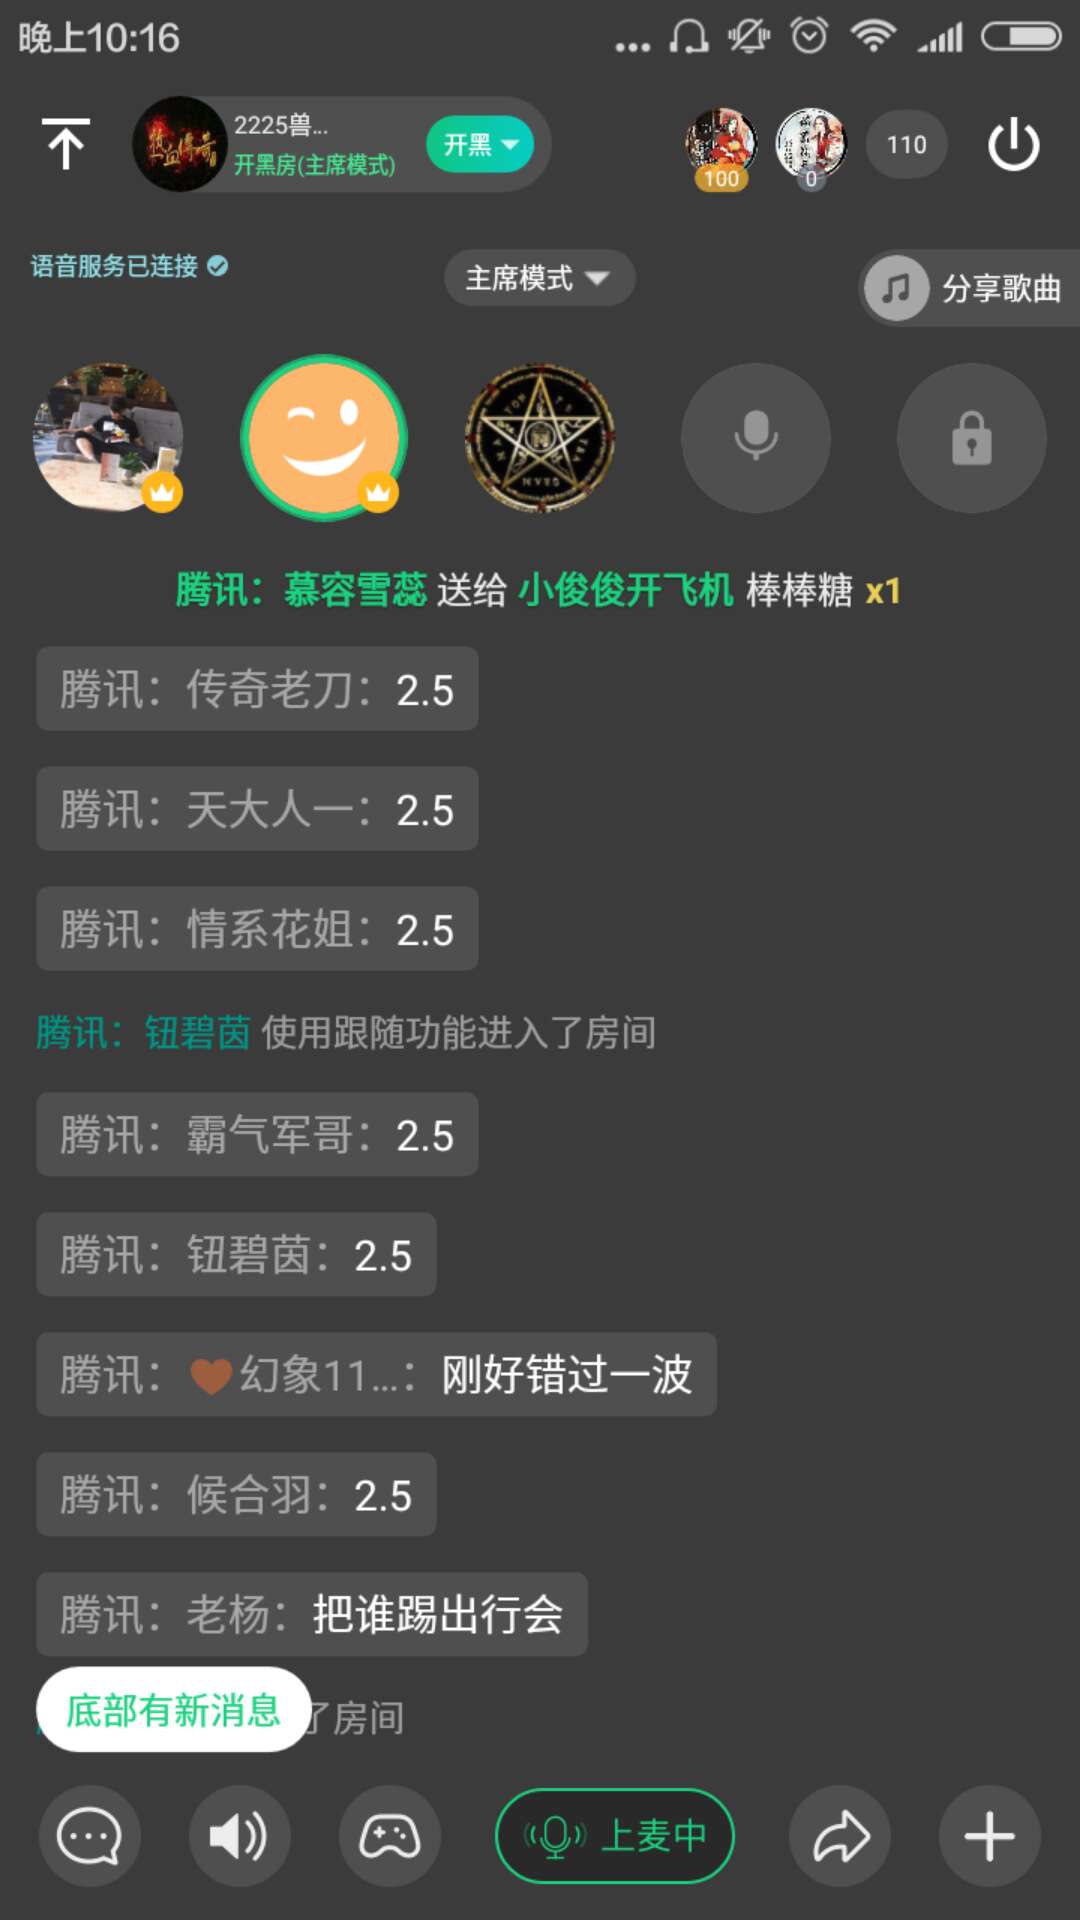 晚上10:16
2225兽...
开黑房(主席模式)
开黑
100
0
110
语音服务已连接
主席模式
分享歌曲
腾讯：慕容雪蕊 送给 小俊俊开飞机 棒棒糖 x1
腾讯：传奇老刀：2.5
腾讯：天大人一：2.5
腾讯：情系花姐：2.5
腾讯：钮碧茵 使用跟随功能进入了房间
腾讯：霸气军哥：2.5
腾讯：钮碧茵：2.5
腾讯：🤎幻象11...：刚好错过一波
腾讯：候合羽：2.5
腾讯：老杨：把谁踢出行会
底部有新消息
了房间
上麦中